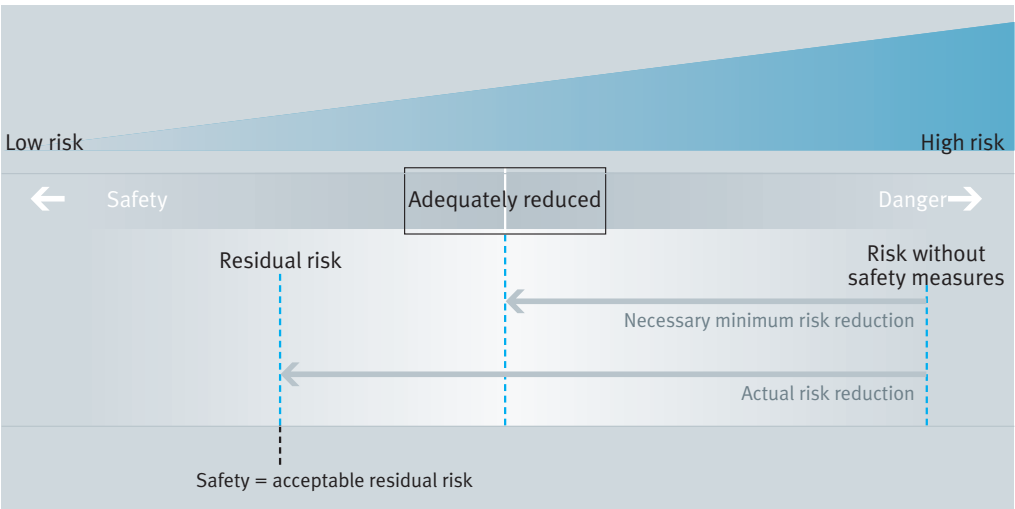 Low risk
High risk
Safety
Adequately reduced
Danger
Residual risk
Risk without
safety measures
Necessary minimum risk reduction
Actual risk reduction
Safety = acceptable residual risk